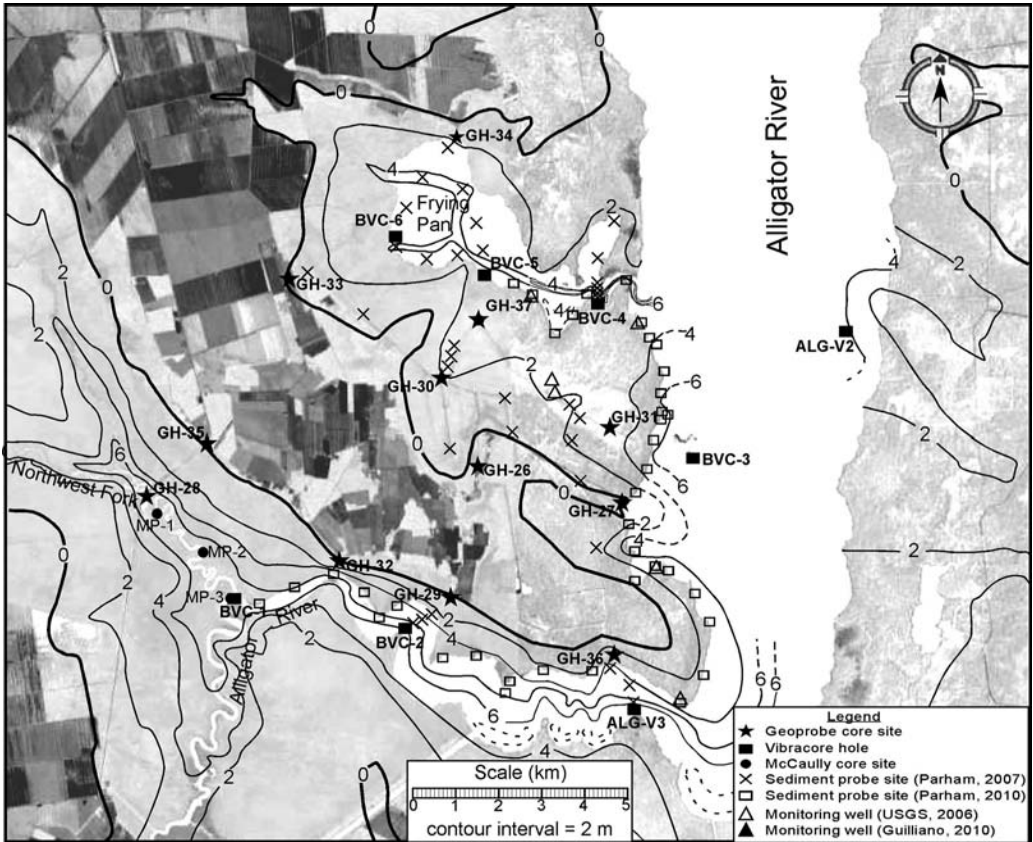 0
0
0
Alligator River
N
0
0
GH-34
4
Frying
Pan
2
BVC-6
BVC-5
4
6
GH-33
GH-37
4
BVC-4
4
4
2
2
ALG-V2
2
GH-30
2
6
GH-31
0
GH-35
BVC-3
6
GH-26
6
0
GH-27
Northwest Fork
GH-28
2
MP-1
0
MP-2
GH-32
2
2
MP-3
GH-29
4
BVC-1
2
River
2
BVC-2
4
GH-36
Alligator
6
6
6
ALG-V3
2
4
0
Scale (km)
0 1 2 3 4 5
contour interval = 2 m
Legend
Geoprobe core site
Vibracore hole
McCaully core site
Sediment probe site (Parham, 2007)
Sediment probe site (Parham, 2010)
Monitoring well (USGS, 2006)
Monitoring well (Guilliano, 2010)